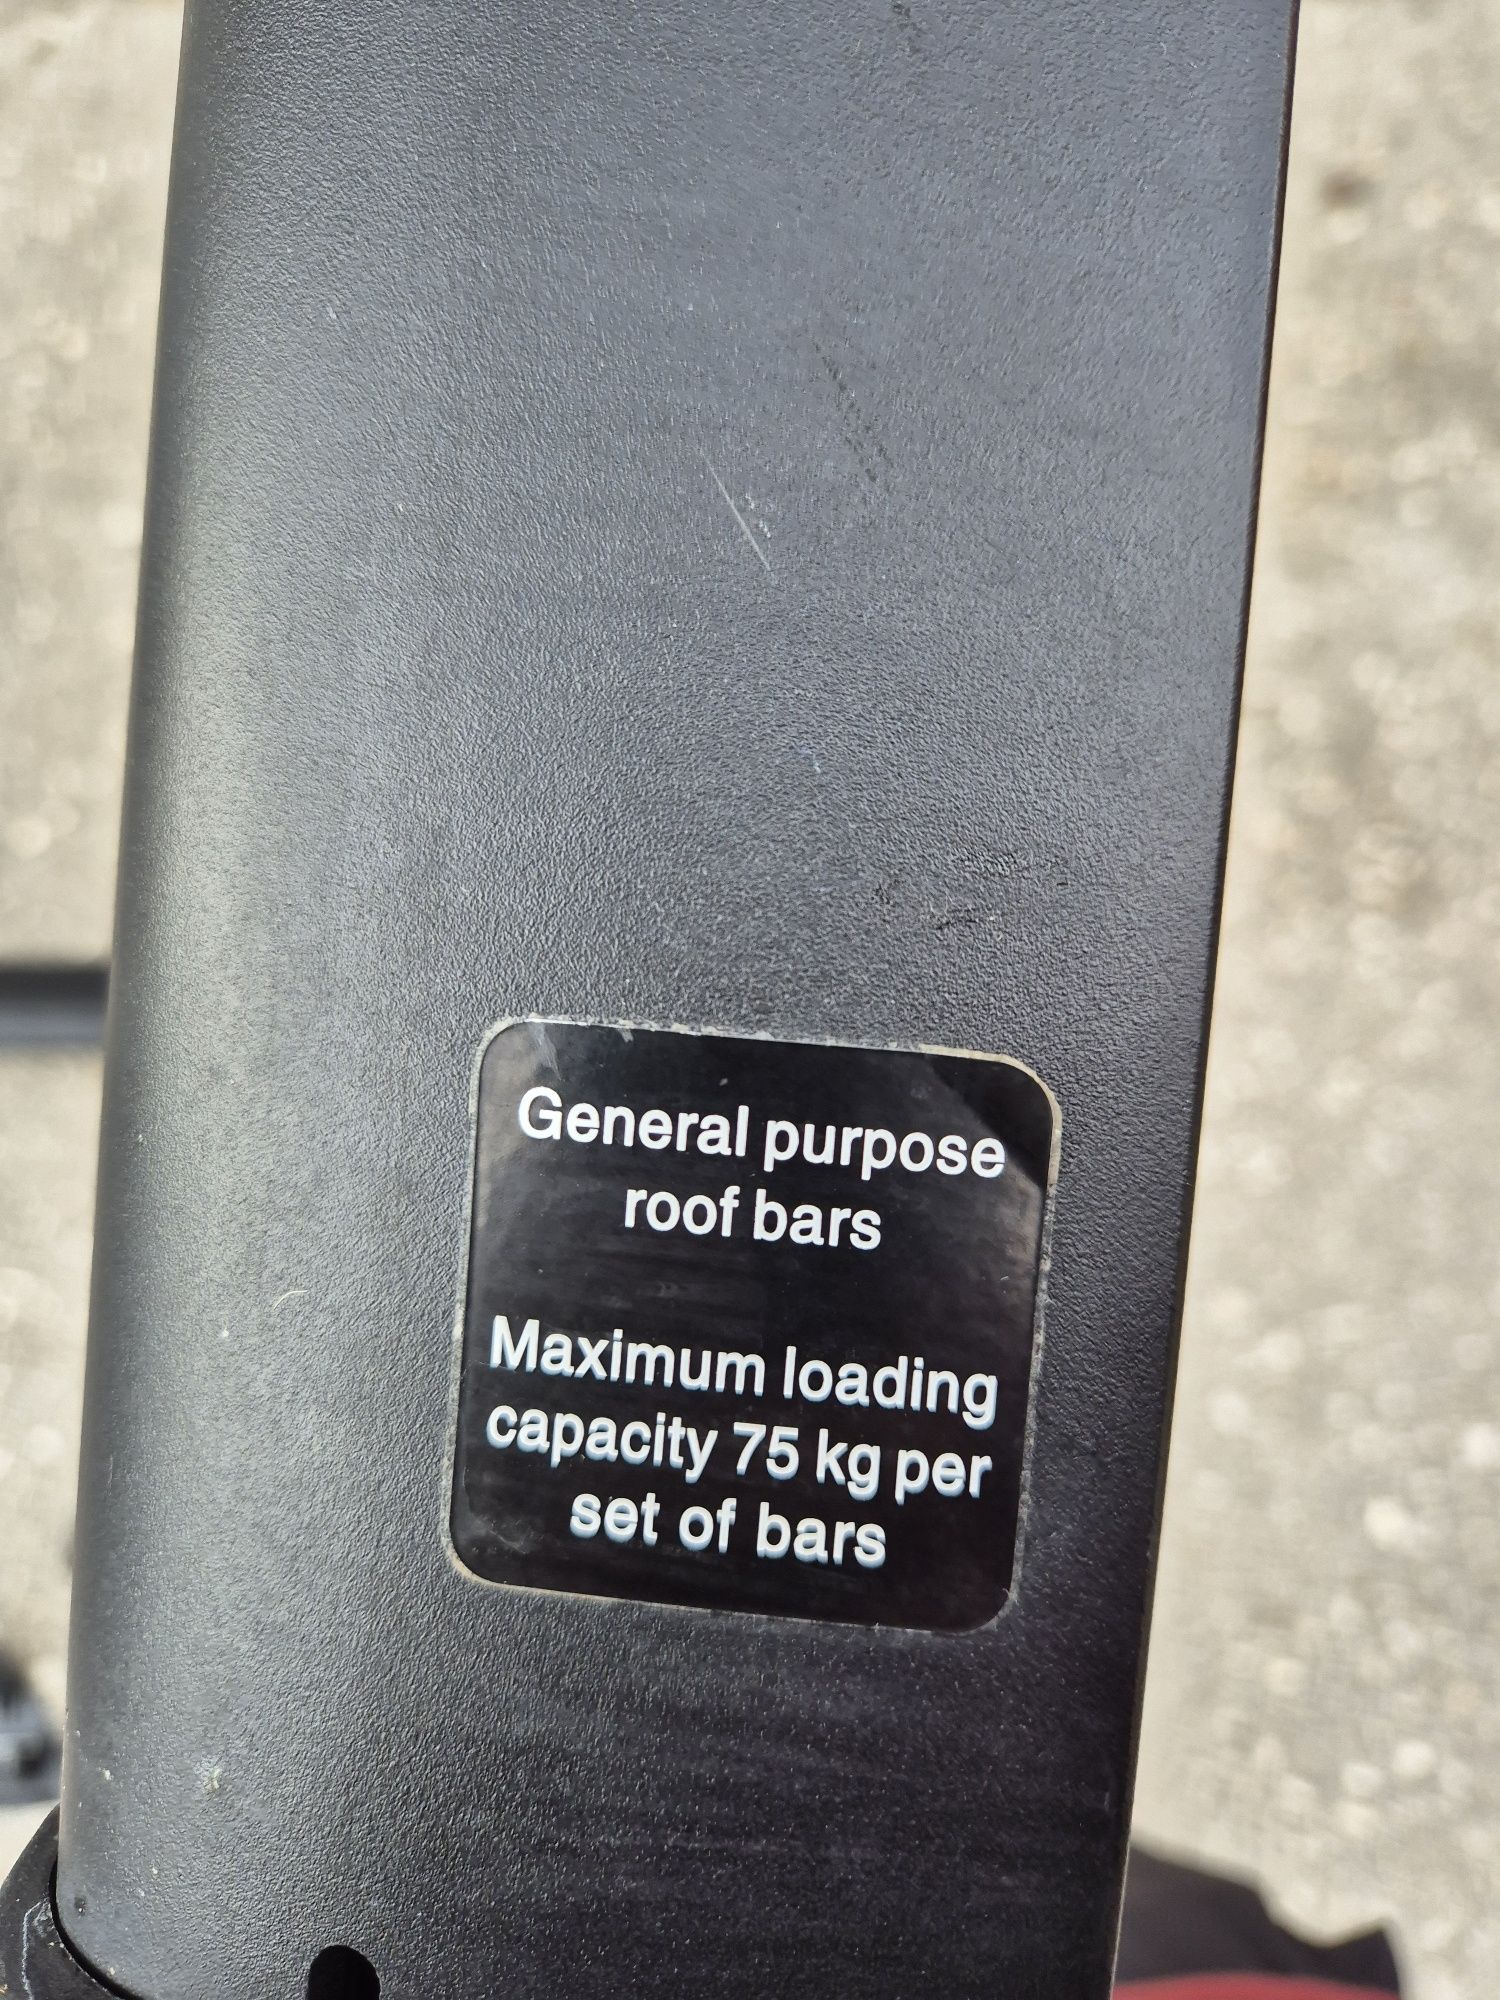 General purpose
roof bars
Maximum loading
capacity 75 kg per
set of bars